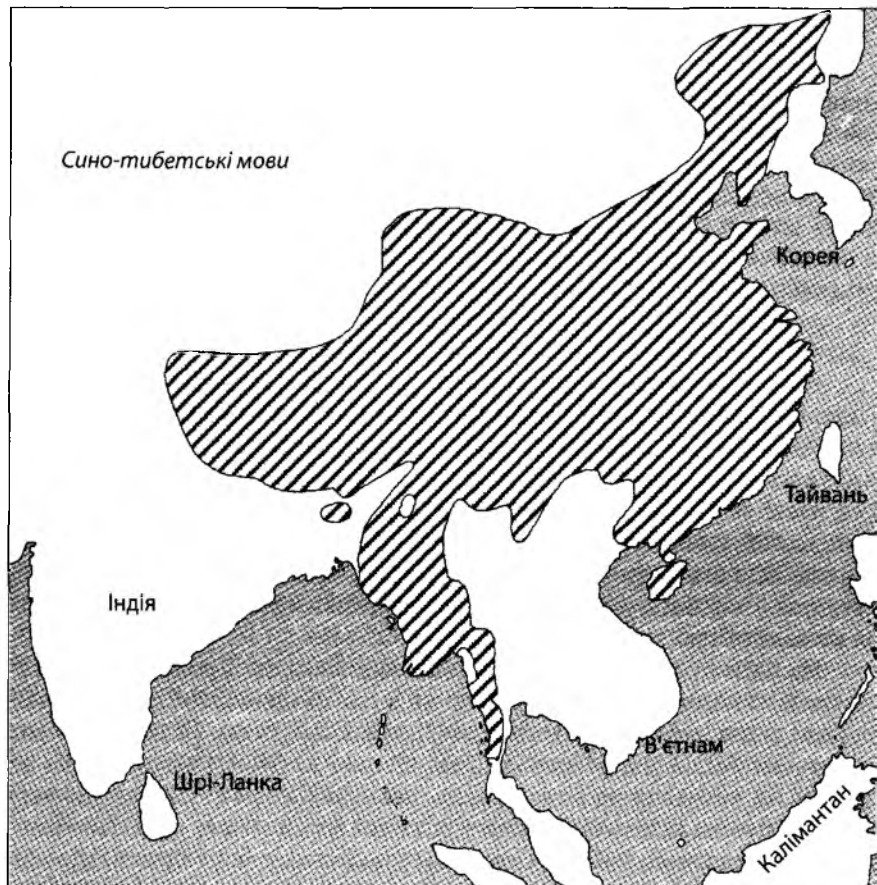 Сино-тибетські мови
Корея
Тайвань
Індія
В'єтнам
Шрі-Ланка
Калімантан